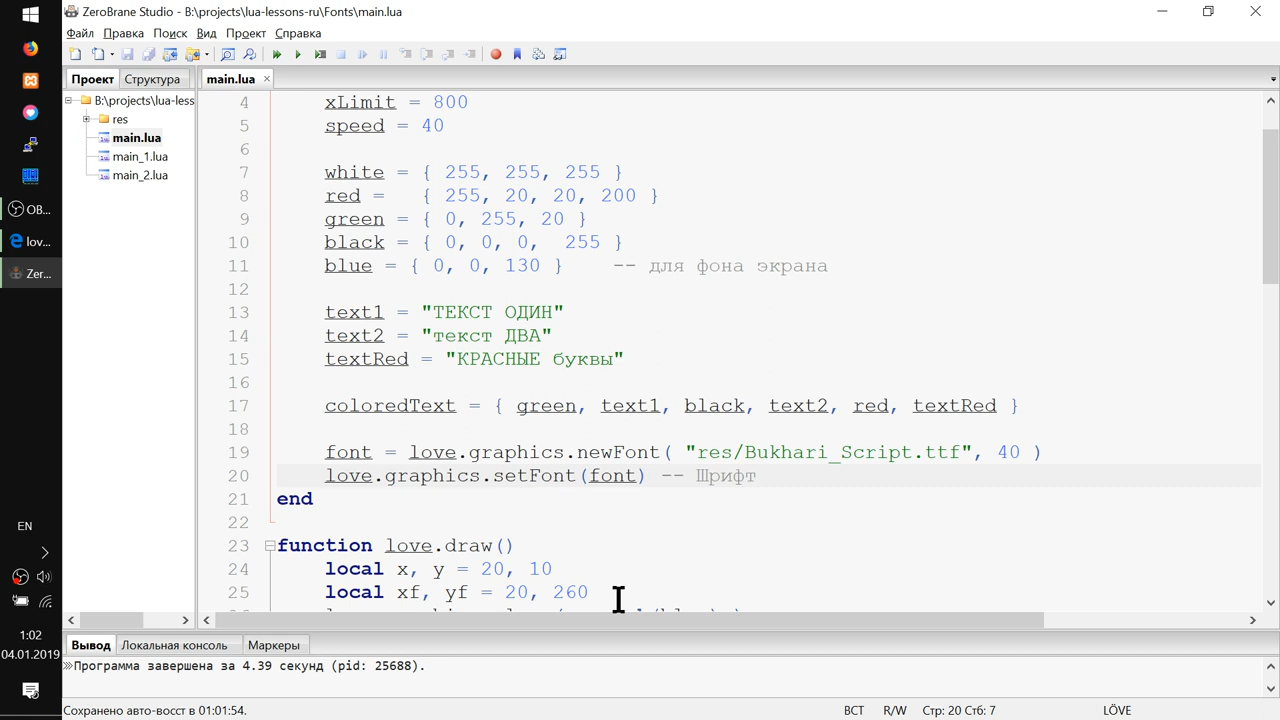 ZeroBrane Studio - B:\projects\lua-lessons-ru\Fonts\main.lua
Файл Правка Поиск Вид Проект Справка
Проект Структура
main.lua
B:\projects\lua-less
res
main.lua
main_1.lua
main_2.lua
4 xLimit = 800
5 speed = 40
6
7 white = { 255, 255, 255 }
8 red = { 255, 20, 20, 200 }
9 green = { 0, 255, 20 }
10 black = { 0, 0, 0, 255 }
11 blue = { 0, 0, 130 } -- для фона экрана
12
13 text1 = "ТЕКСТ ОДИН"
14 text2 = "текст ДВА"
15 textRed = "КРАСНЫЕ буквы"
16
17 coloredText = { green, text1, black, text2, red, textRed }
18
19 font = love.graphics.newFont( "res/Bukhari_Script.ttf", 40 )
20 love.graphics.setFont(font) -- Шрифт
21 end
22
23 function love.draw()
24 local x, y = 20, 10
25 local xf, yf = 20, 260
OB...
lov...
Zer...
EN
1:02
04.01.2019
Вывод Локальная консоль Маркеры
Программа завершена за 4.39 секунд (pid: 25688).
Сохранено авто-восст в 01:01:54.
ВСТ R/W Стр: 20 Стб: 7 LÖVE